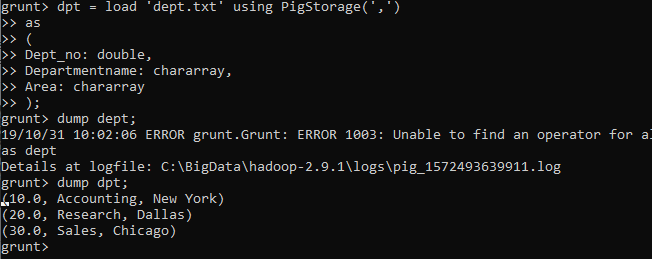 grunt> dpt = load 'dept.txt' using PigStorage(',')
>> as
>> (
>> Dept_no: double,
>> Departmentname: chararray,
>> Area: chararray
>> );
grunt> dump dept;
19/10/31 10:02:06 ERROR grunt.Grunt: ERROR 1003: Unable to find an operator for al
as dept
Details at logfile: C:\BigData\hadoop-2.9.1\logs\pig_1572493639911.log
grunt> dump dpt;
(10.0, Accounting, New York)
(20.0, Research, Dallas)
(30.0, Sales, Chicago)
grunt>